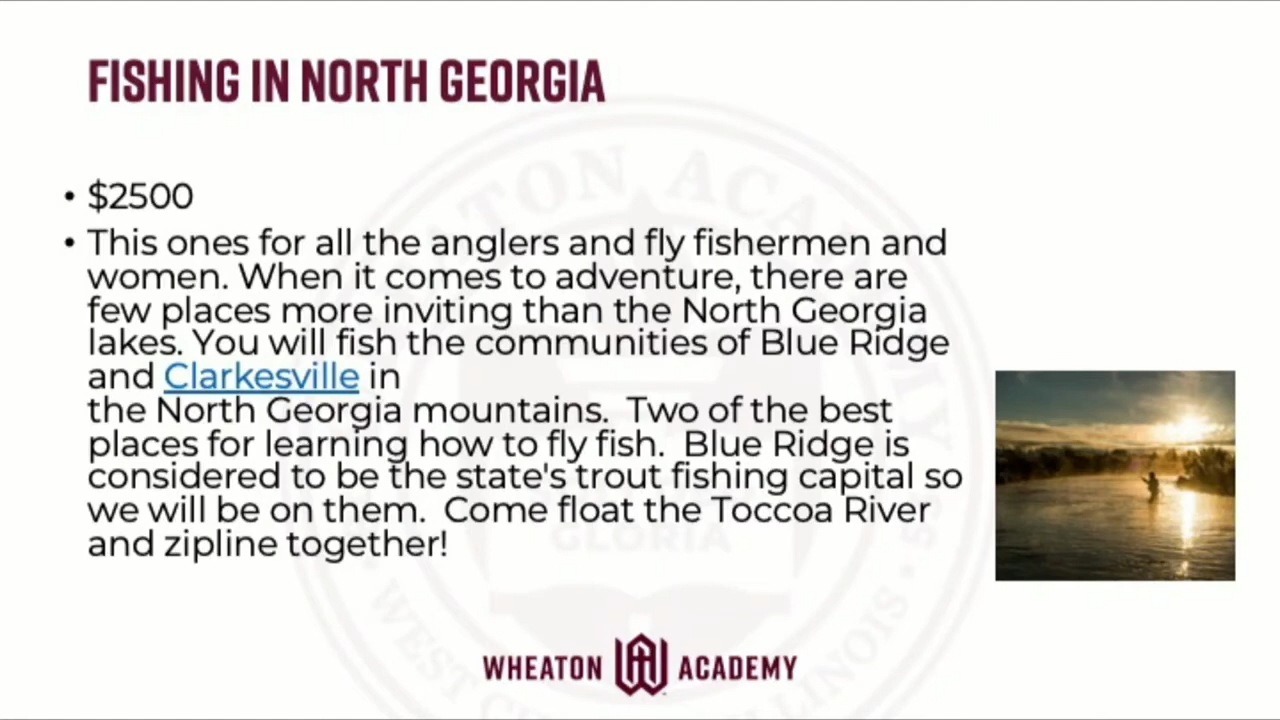 FISHING IN NORTH GEORGIA
• $2500
• This ones for all the anglers and fly fishermen and
women. When it comes to adventure, there are
few places more inviting than the North Georgia
lakes. You will fish the communities of Blue Ridge
and Clarkesville in
the North Georgia mountains.  Two of the best
places for learning how to fly fish.  Blue Ridge is
considered to be the state's trout fishing capital so
we will be on them.  Come float the Toccoa River
and zipline together!
WHEATON ACADEMY